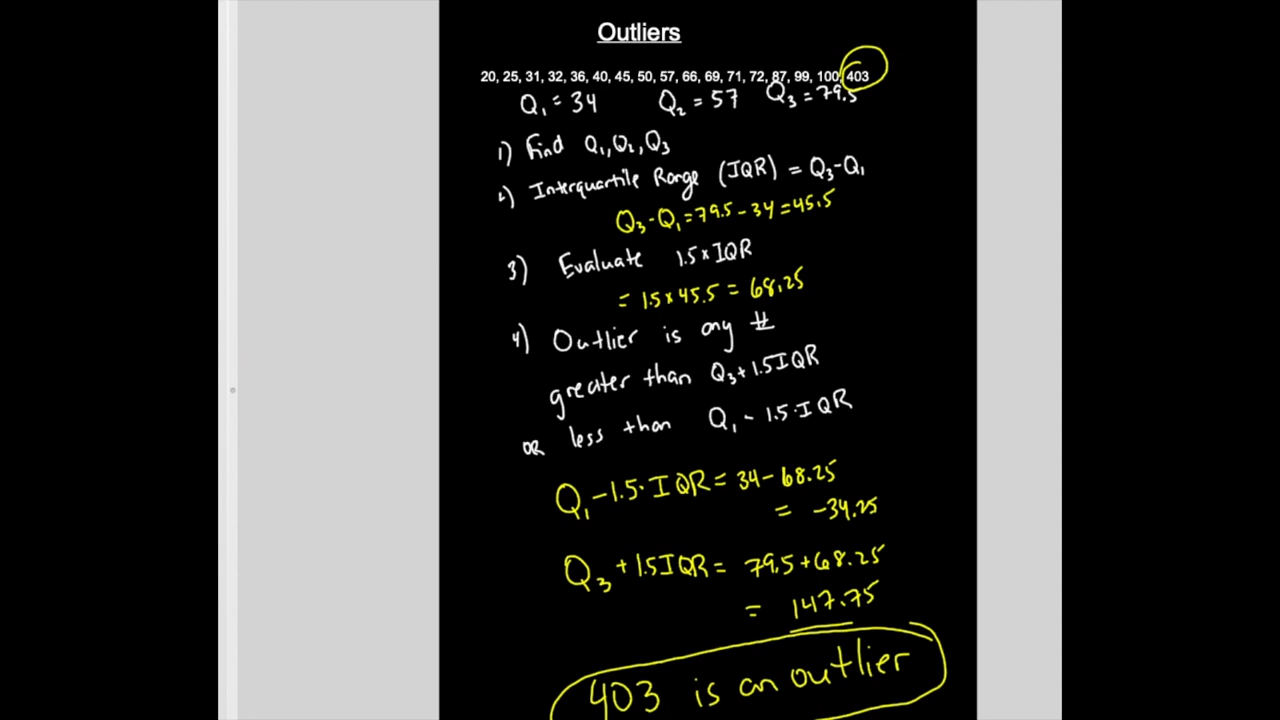 Outliers
20, 25, 31, 32, 36, 40, 45, 50, 57, 66, 69, 71, 72, 87, 99, 100, 403
Q₁ = 34 Q₂ = 57 Q₃ = 79.5
1) Find Q₁, Q₂, Q₃
2) Interquartile Range (IQR) = Q₃-Q₁
Q₃-Q₁ = 79.5 - 34 = 45.5
3) Evaluate 1.5 × IQR
= 1.5 × 45.5 = 68.25
4) Outlier is any #
greater than Q₃ + 1.5IQR
OR less than Q₁ - 1.5·IQR
Q₁ - 1.5·IQR = 34 - 68.25
= -34.25
Q₃ + 1.5IQR = 79.5 + 68.25
= 147.75
403 is an outlier